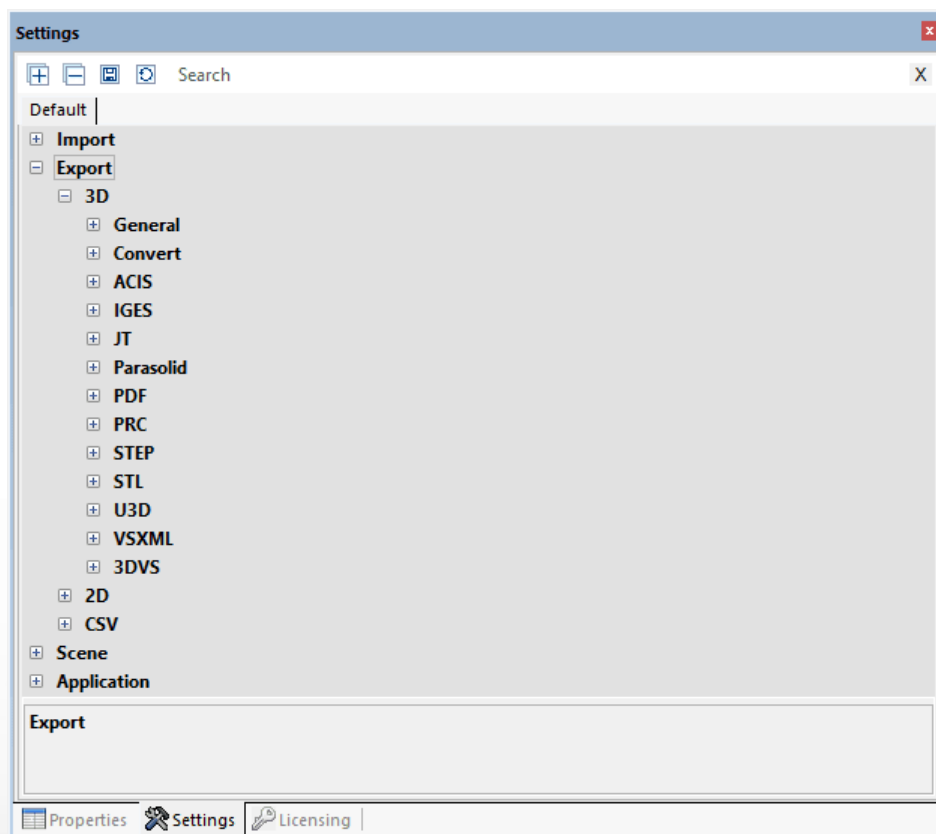 Settings
Search X
Default
Import
Export
3D
General
Convert
ACIS
IGES
JT
Parasolid
PDF
PRC
STEP
STL
U3D
VSXML
3DVS
2D
CSV
Scene
Application
Export
Properties Settings Licensing